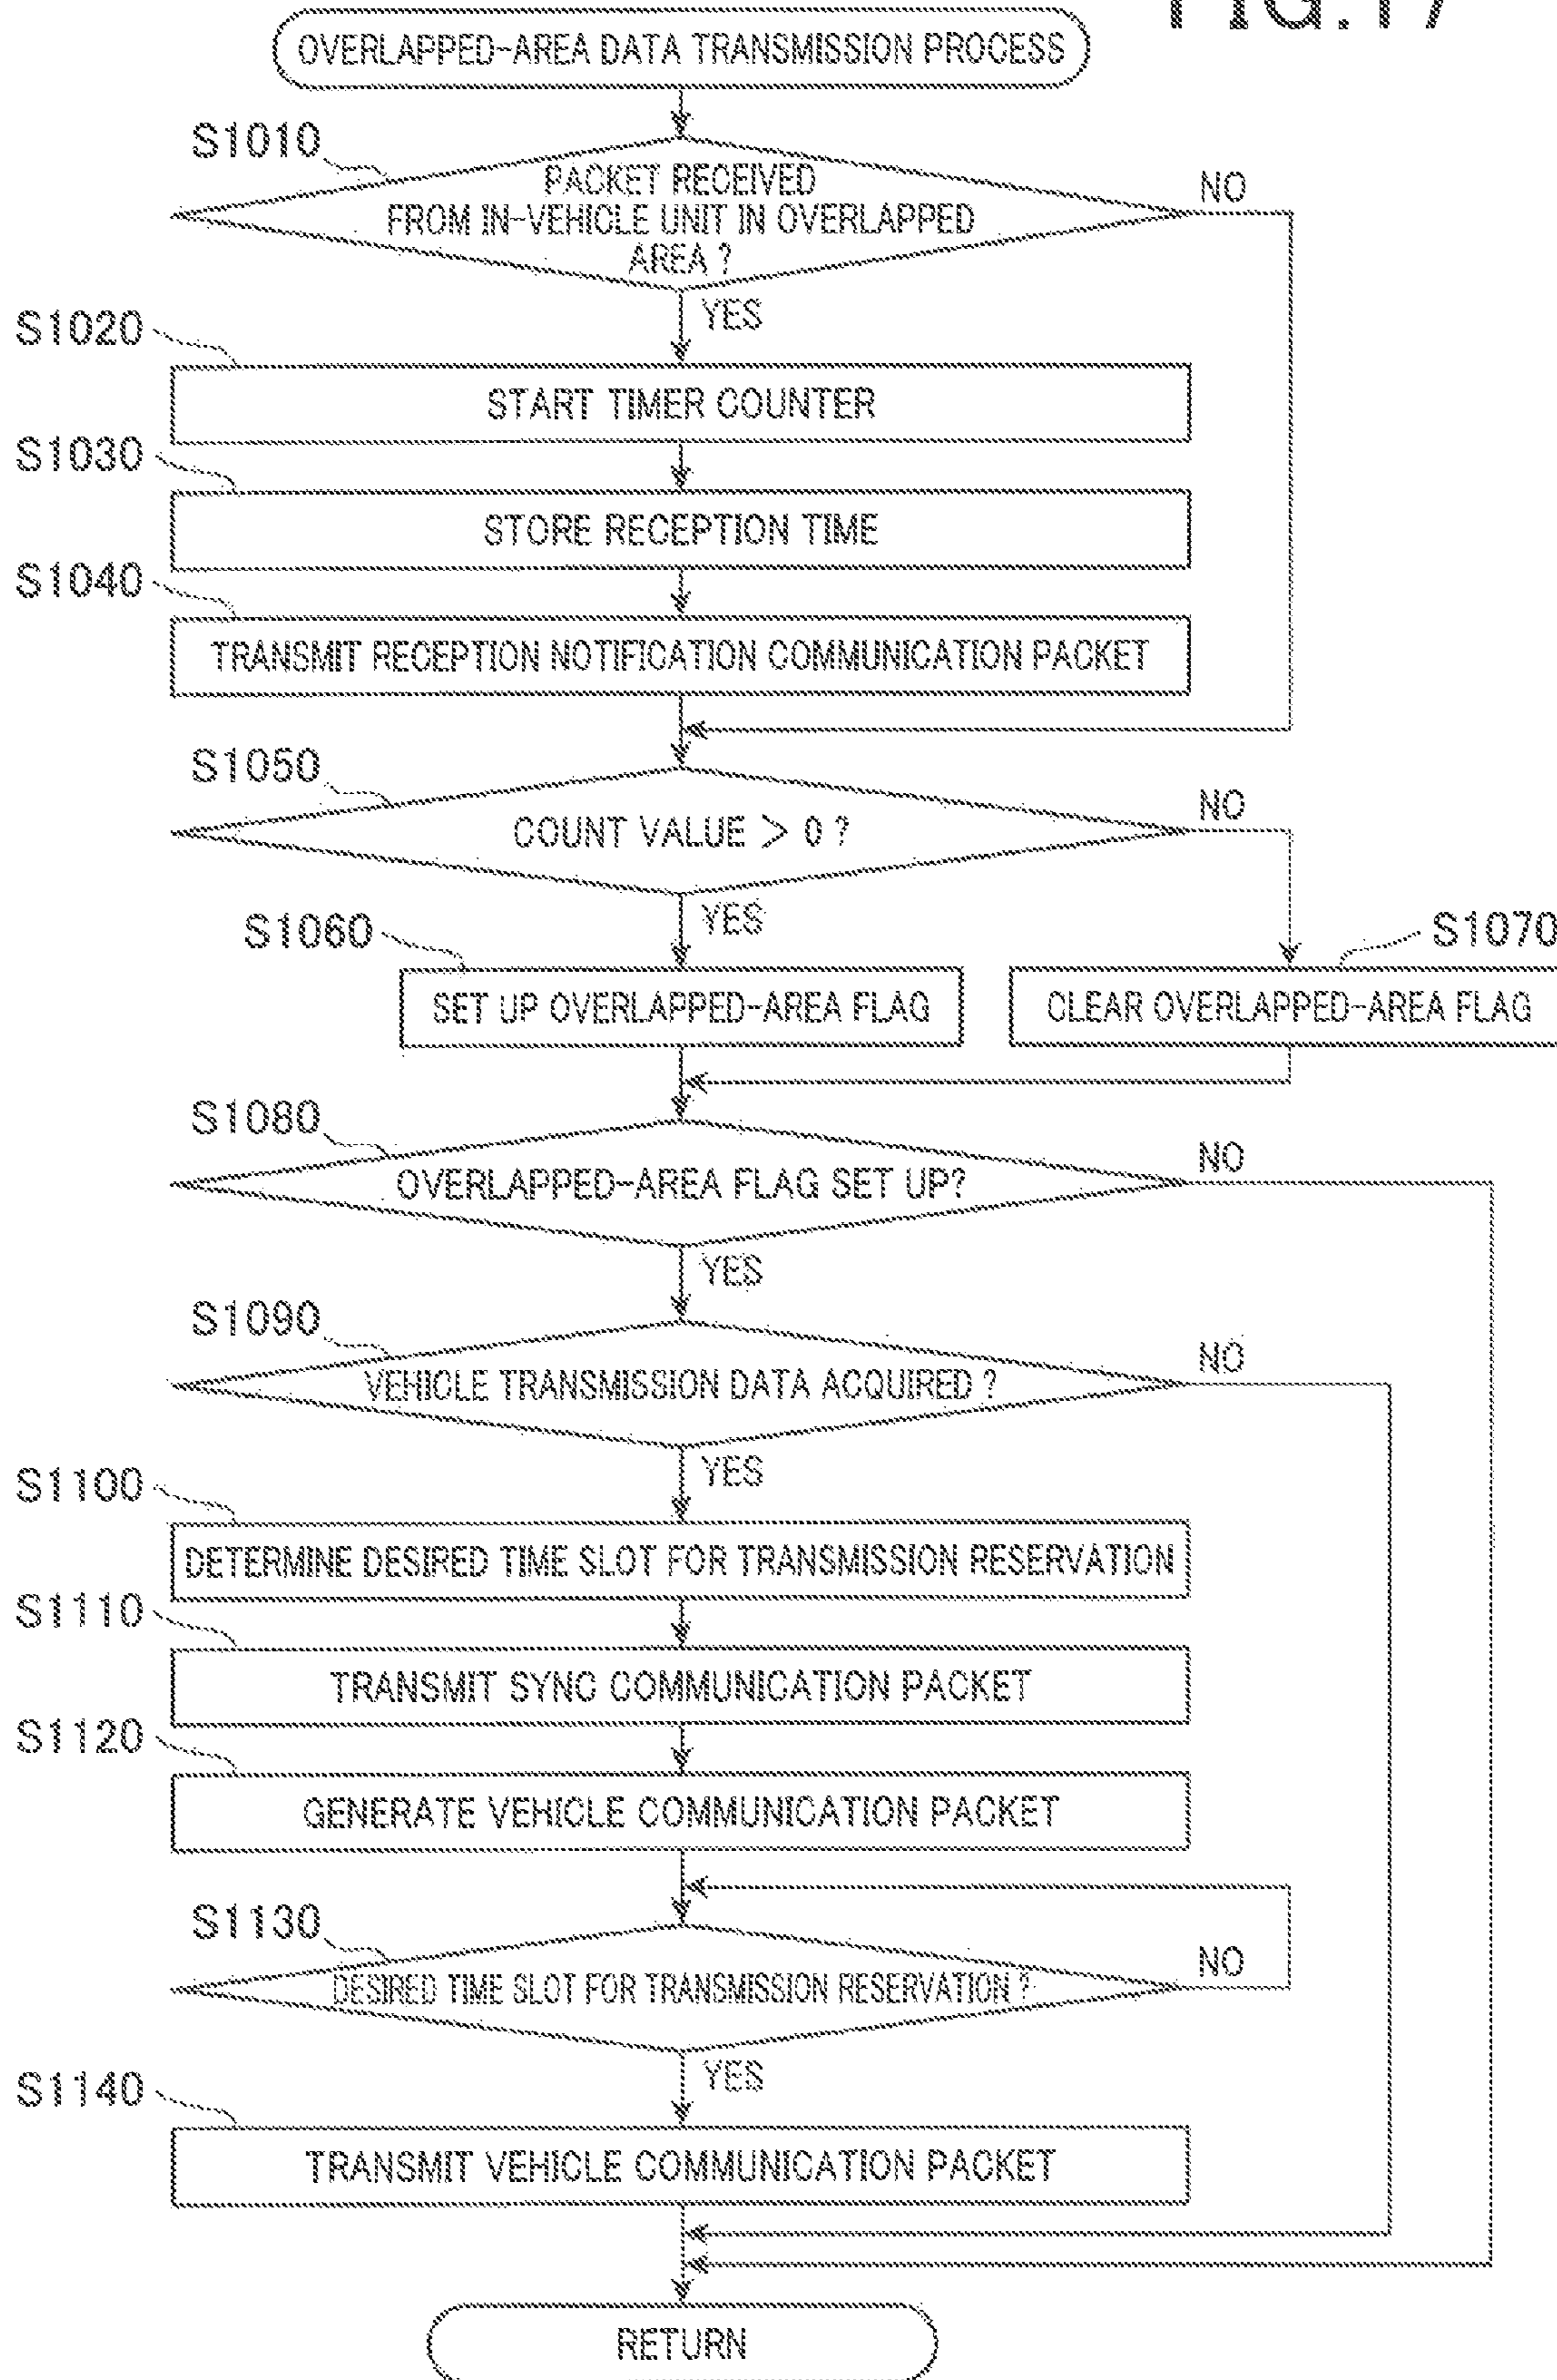 FIG.17
OVERLAPPED-AREA DATA TRANSMISSION PROCESS
S1010
PACKET RECEIVED
FROM IN-VEHICLE UNIT IN OVERLAPPED
AREA ?
NO
YES
S1020
START TIMER COUNTER
S1030
STORE RECEPTION TIME
S1040
TRANSMIT RECEPTION NOTIFICATION COMMUNICATION PACKET
S1050
COUNT VALUE > 0 ?
NO
YES
S1060
SET UP OVERLAPPED-AREA FLAG
S1070
CLEAR OVERLAPPED-AREA FLAG
S1080
OVERLAPPED-AREA FLAG SET UP?
NO
YES
S1090
VEHICLE TRANSMISSION DATA ACQUIRED ?
NO
YES
S1100
DETERMINE DESIRED TIME SLOT FOR TRANSMISSION RESERVATION
S1110
TRANSMIT SYNC COMMUNICATION PACKET
S1120
GENERATE VEHICLE COMMUNICATION PACKET
S1130
DESIRED TIME SLOT FOR TRANSMISSION RESERVATION ?
NO
YES
S1140
TRANSMIT VEHICLE COMMUNICATION PACKET
RETURN